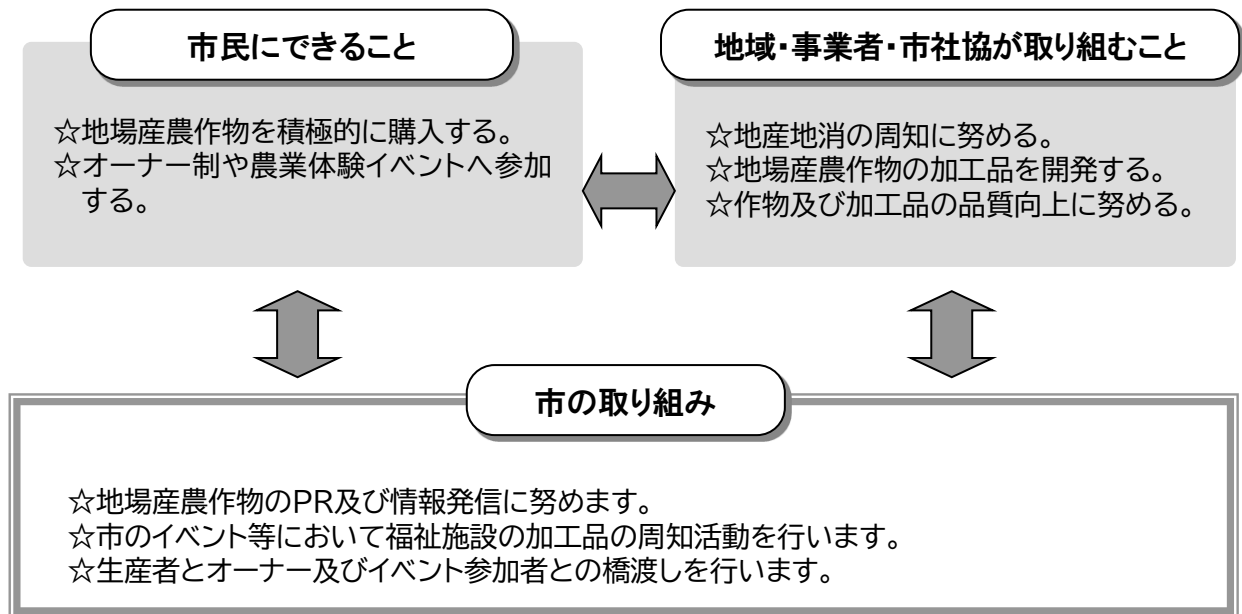 市民にできること
☆地場産農作物を積極的に購入する。
☆オーナー制や農業体験イベントへ参加
する。
地域・事業者・市社協が取り組むこと
☆地産地消の周知に努める。
☆地場産農作物の加工品を開発する。
☆作物及び加工品の品質向上に努める。
市の取り組み
☆地場産農作物のPR及び情報発信に努めます。
☆市のイベント等において福祉施設の加工品の周知活動を行います。
☆生産者とオーナー及びイベント参加者との橋渡しを行います。